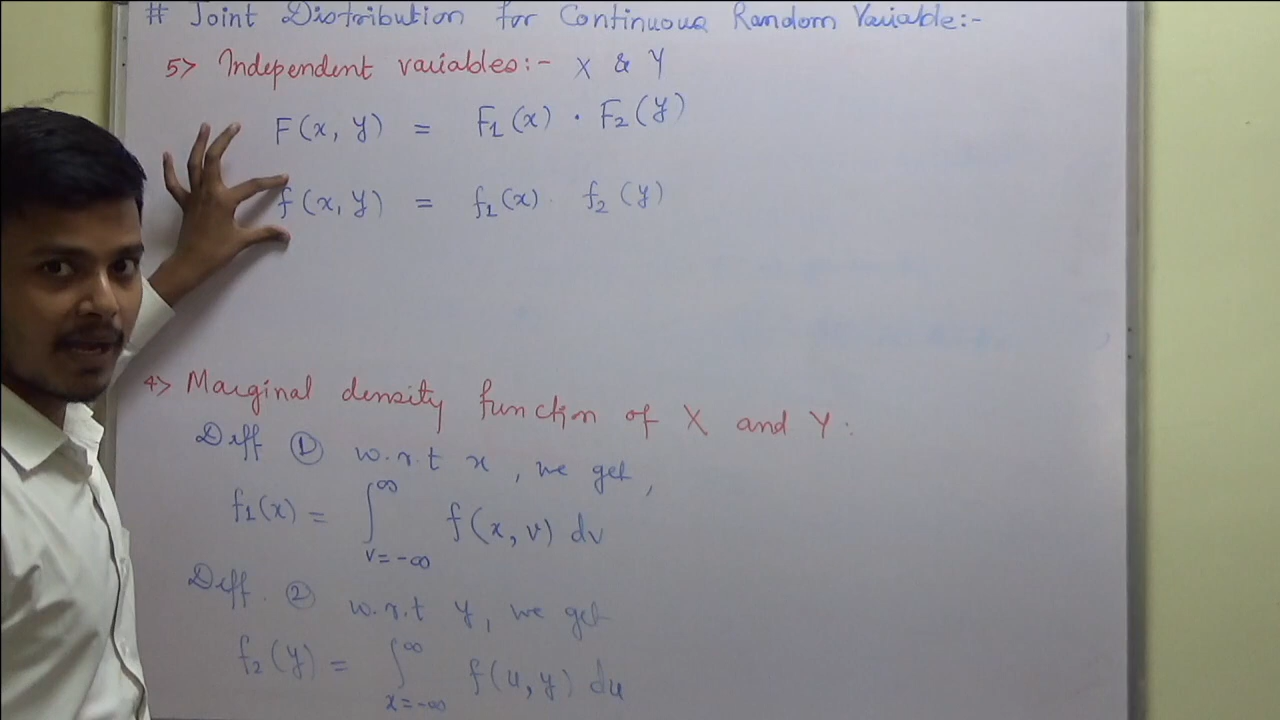 # Joint Distribution for Continuous Random Variable:-
5> Independent variables:- X & Y
F(x, y) = F₁(x) · F₂(y)
f(x, y) = f₁(x) · f₂(y)
4> Marginal density function of X and Y:
Diff ① w.r.t x, we get,
f₁(x) = ∫_{v=-∞}^{∞} f(x, v) dv
Diff. ② w.r.t y, we get
f₂(y) = ∫_{x=-∞}^{∞} f(u, y) du